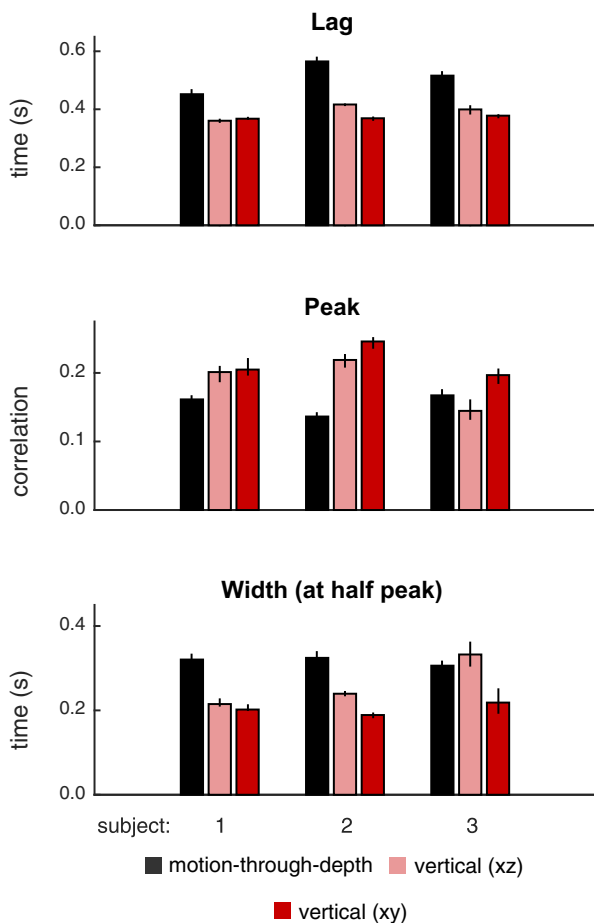 Lag
0.6
0.4
0.2
0.0
time (s)
Peak
0.2
0.1
0.0
correlation
Width (at half peak)
0.4
0.2
0.0
time (s)
subject: 1 2 3
motion-through-depth vertical (xz)
vertical (xy)